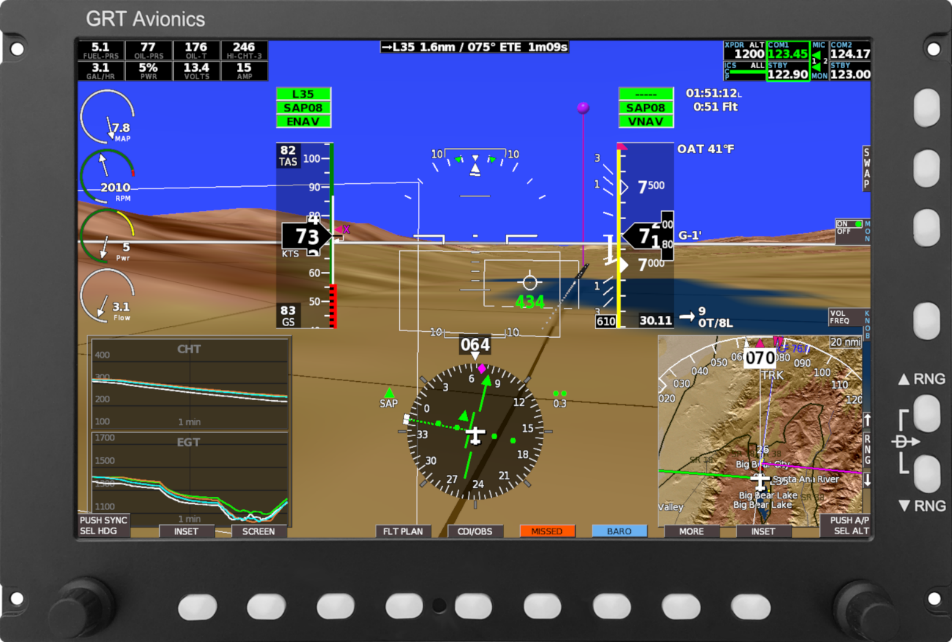 GRT Avionics
5.1 77 176 246
FUEL-PRS OIL-PRS OIL-T HI-CHT-3
3.1 5% 13.4 15
GAL/HR PWR VOLTS AMP
→L35 1.6nm / 075° ETE 1m09s
XPDR ALT COM1 MIC COM2
1200 123.45 1 2 124.17
ICS ALL STBY STBY
122.90 MON 123.00
7.8
MAP
2010
RPM
5
Pwr
3.1
Flow
L35
SAP08
ENAV
-----
SAP08
VNAV
01:51:12L
0:51 Flt
OAT 41°F
82
TAS
100
90
80
73
KTS
60
50
83
GS
10 10
434
10 10
3
1
1
3
7500
7000
G-1'
610
30.11
9
0T/8L
SWAP
ON
OFF
MON
VOL
FREQ
KNOB
CHT
400
300
200
100
1 min
EGT
1700
1500
1300
1 min
064
6 9 12 15 18 21 24 27 30 33 0
SAP
0.3
070
TRK
20 nmi
020 030 040 050 080 090 100 110 120
26
Big Bear City
Santa Ana River
Big Bear Lake
Big Bear Lake
Valley
RNG
▲ RNG
D
▼ RNG
PUSH SYNC
SEL HDG
INSET
SCREEN
FLT PLAN
CDI/OBS
MISSED
BARO
MORE
INSET
PUSH A/P
SEL ALT